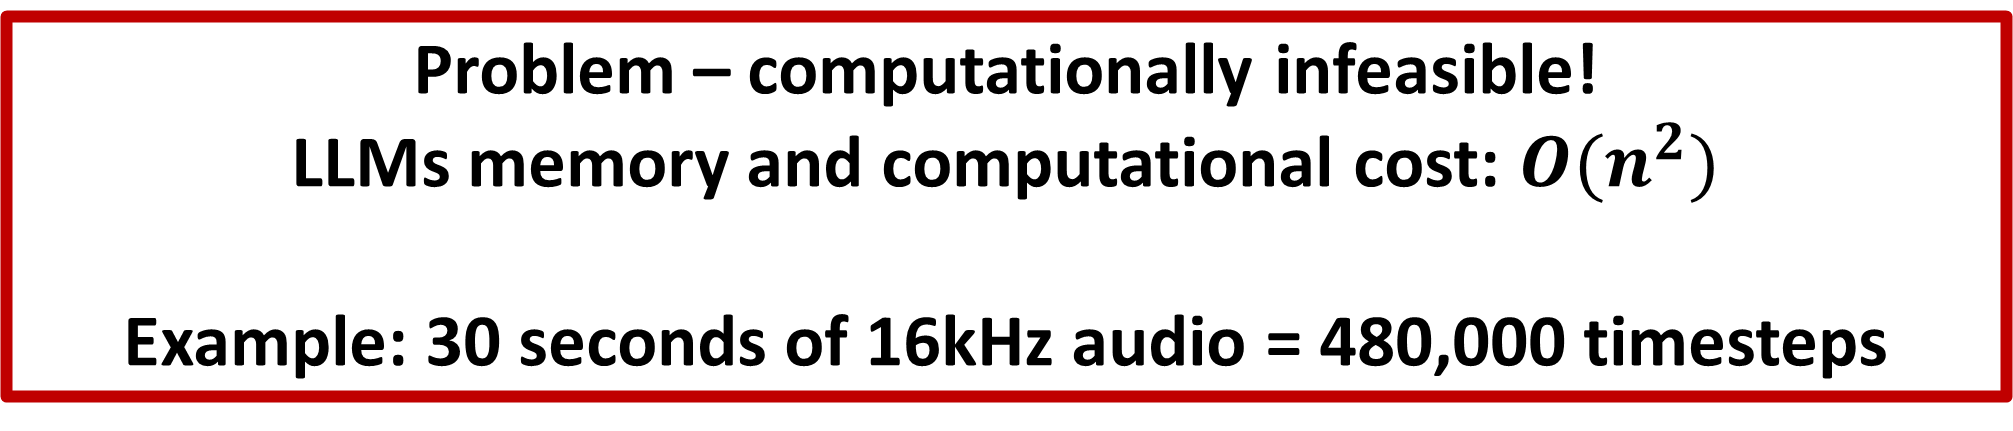 Problem – computationally infeasible!
LLMs memory and computational cost: O(n²)
Example: 30 seconds of 16kHz audio = 480,000 timesteps